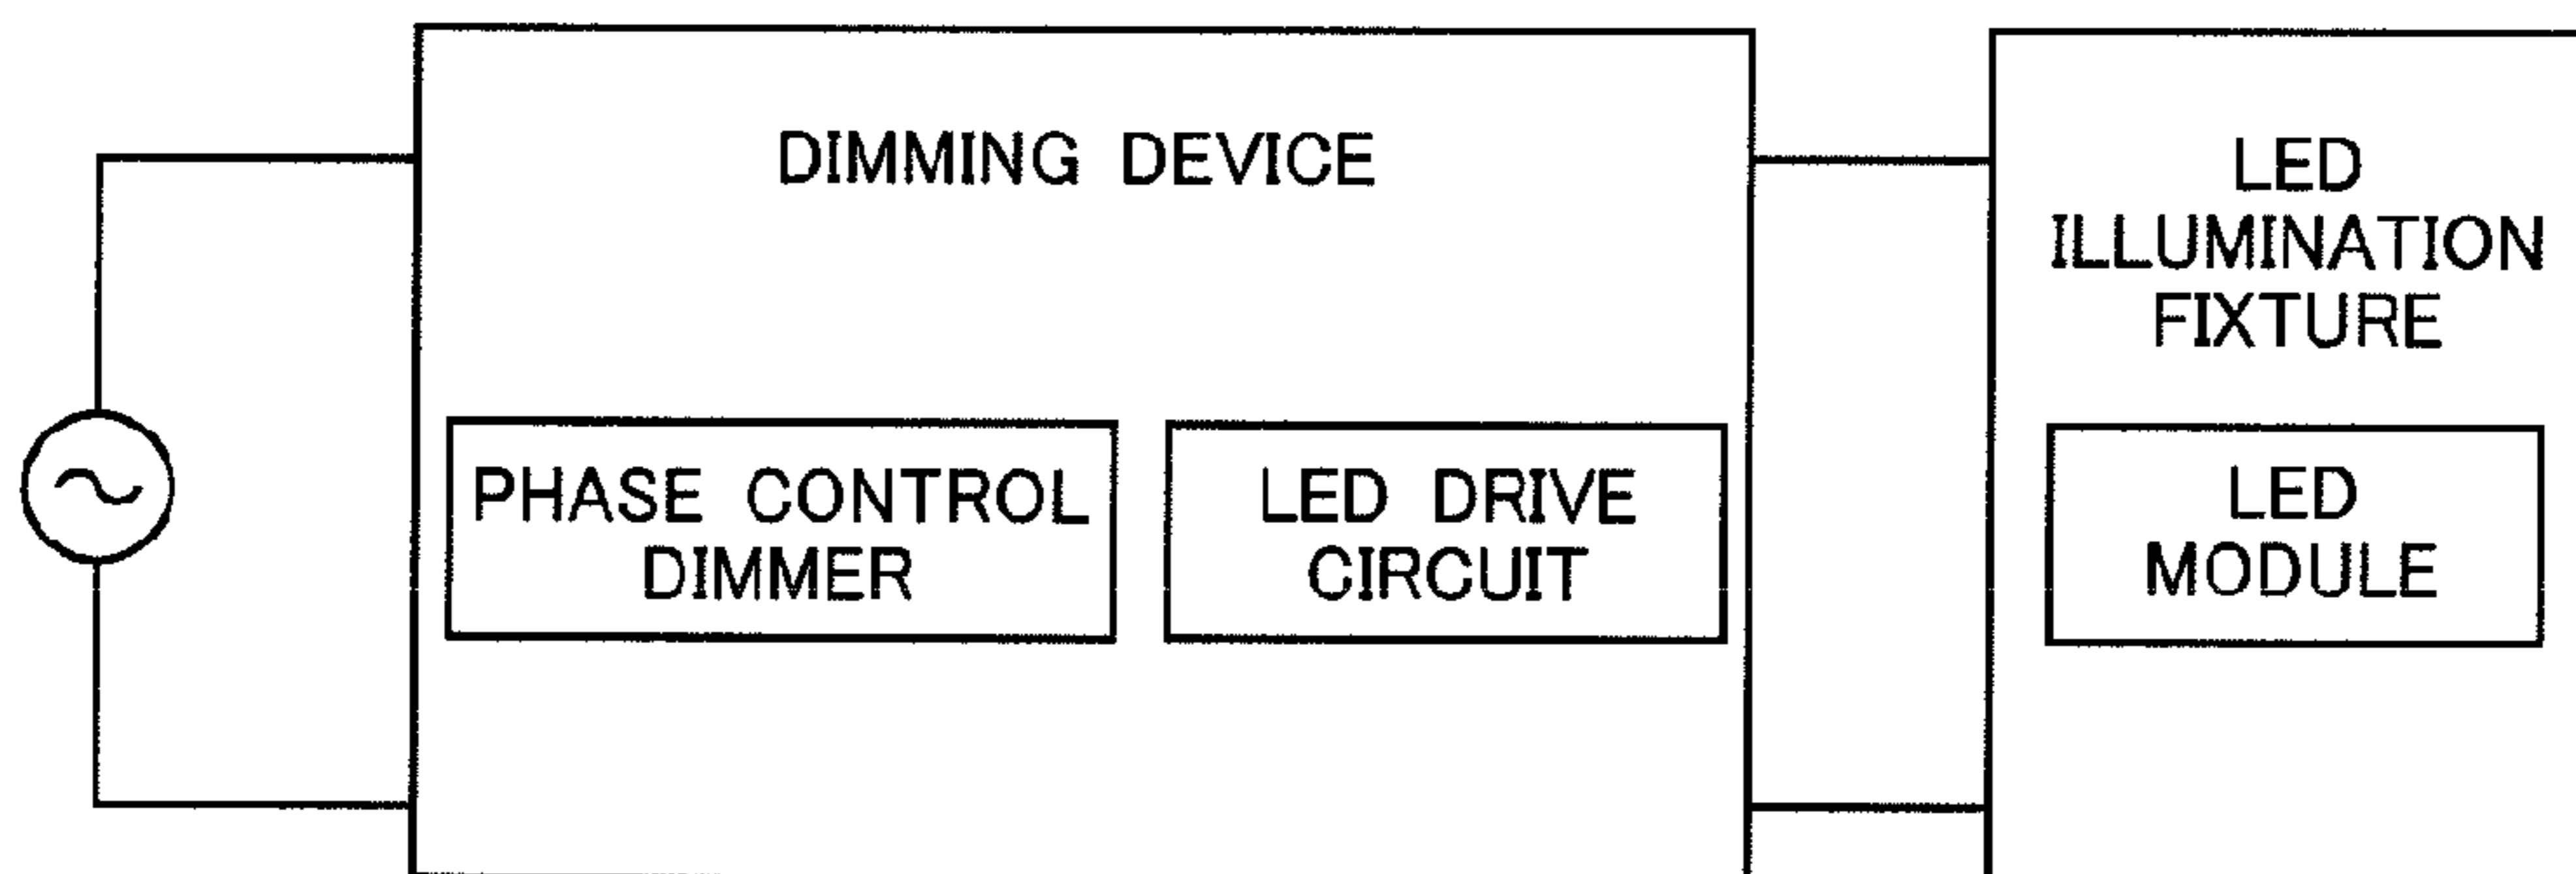 DIMMING DEVICE
PHASE CONTROL
DIMMER
LED DRIVE
CIRCUIT
LED
ILLUMINATION
FIXTURE
LED
MODULE